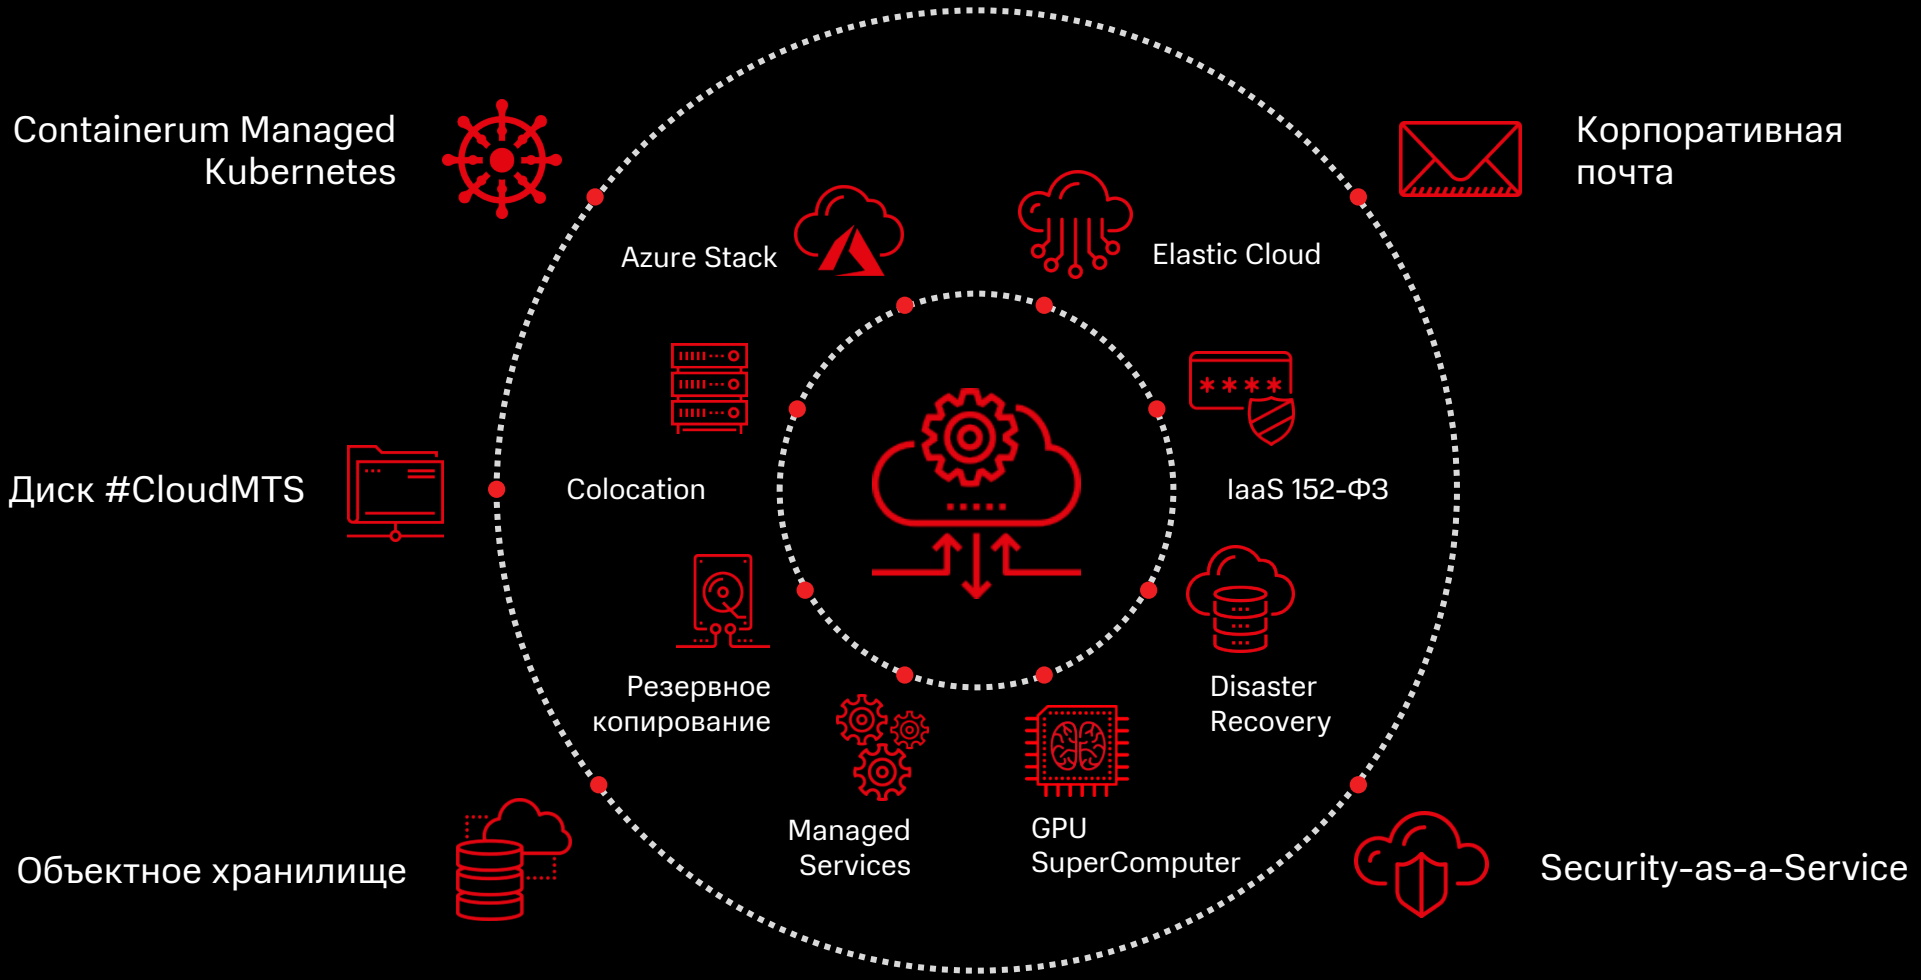 Containerum Managed
Kubernetes
Корпоративная
почта
Azure Stack
Elastic Cloud
****
Диск #CloudMTS
Colocation
IaaS 152-ФЗ
Резервное
копирование
Disaster
Recovery
Managed
Services
GPU
SuperComputer
Объектное хранилище
Security-as-a-Service